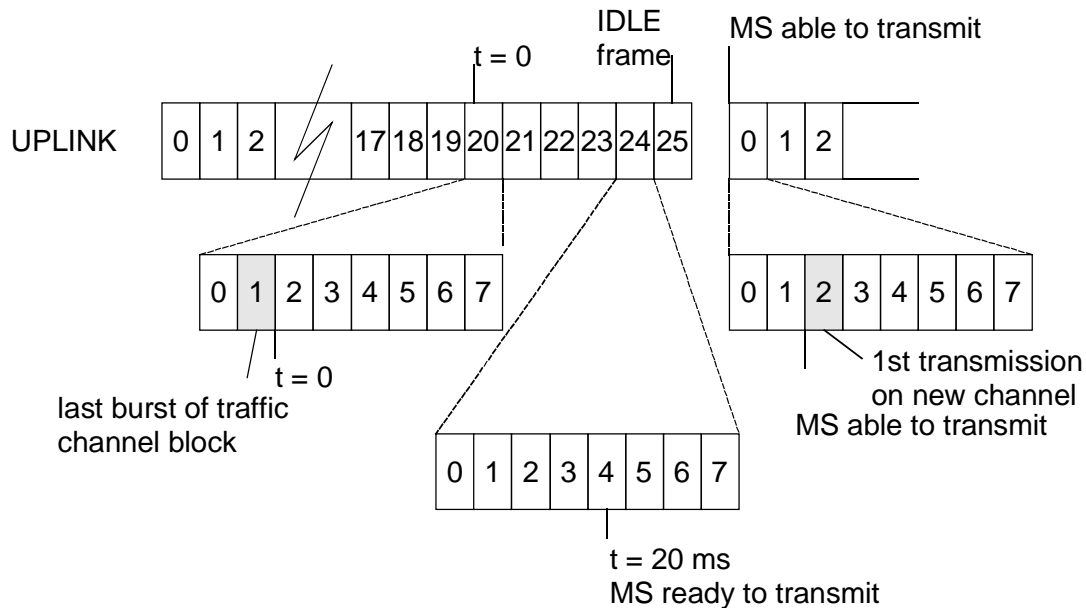 IDLE
frame
MS able to transmit
t = 0
UPLINK
0 1 2 17 18 19 20 21 22 23 24 25
0 1 2
0 1 2 3 4 5 6 7
0 1 2 3 4 5 6 7
t = 0
last burst of traffic
channel block
1st transmission
on new channel
MS able to transmit
0 1 2 3 4 5 6 7
t = 20 ms
MS ready to transmit